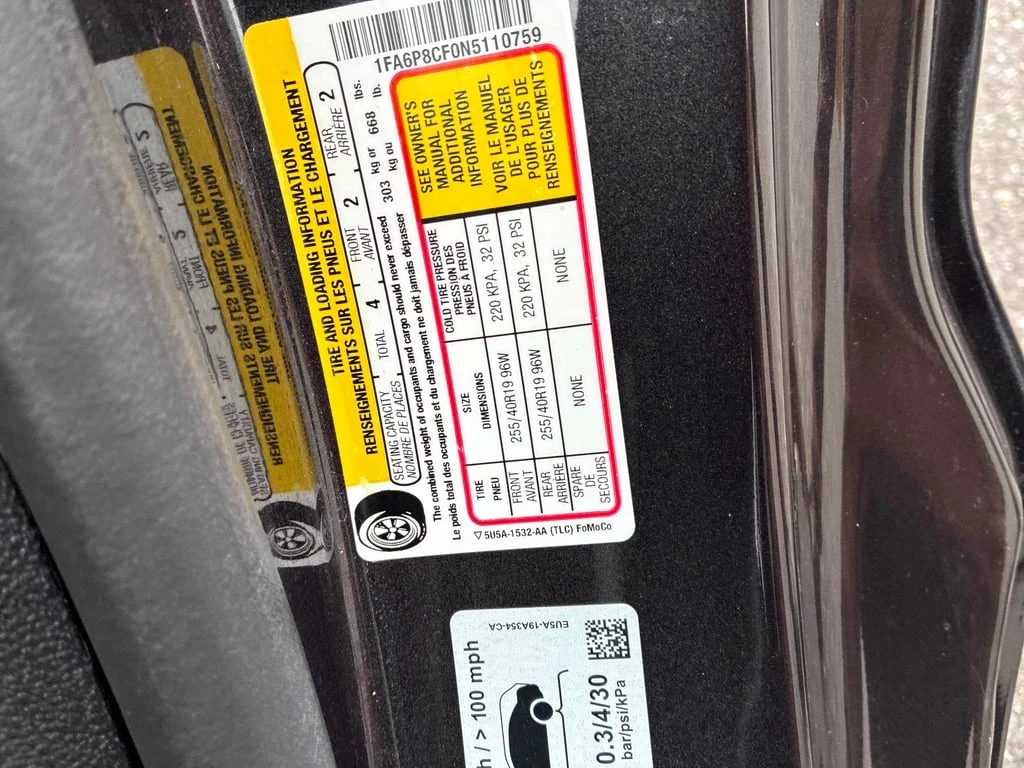 1FA6P8CF0N5110759
TIRE AND LOADING INFORMATION
RENSEIGNEMENTS SUR LES PNEUS ET LE CHARGEMENT
SEATING CAPACITY TOTAL 4 FRONT 2 REAR 2
NOMBRE DE PLACES AVANT ARRIÈRE
The combined weight of occupants and cargo should never exceed 303 kg or 668 lbs.
Le poids total des occupants et du chargement ne doit jamais dépasser kg ou lb.
TIRE SIZE COLD TIRE PRESSURE
PNEU DIMENSIONS PRESSION DES
PNEUS À FROID
FRONT 255/40R19 96W 220 KPA, 32 PSI
AVANT
REAR 255/40R19 96W 220 KPA, 32 PSI
ARRIÈRE
SPARE NONE NONE
DE
SECOURS
SEE OWNER'S
MANUAL FOR
ADDITIONAL
INFORMATION
VOIR LE MANUEL
DE L'USAGER
POUR PLUS DE
RENSEIGNEMENTS
5U5A-1532-AA (TLC) FoMoCo
h / > 100 mph
EU5A-19A354-CA
0.3/4/30
bar/psi/kPa